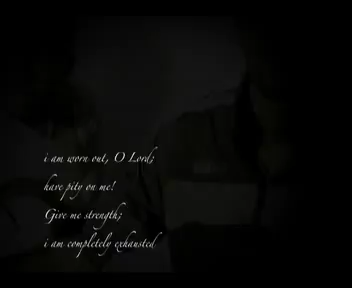 i am worn out, O Lord;
have pity on me!
Give me strength;
i am completely exhausted